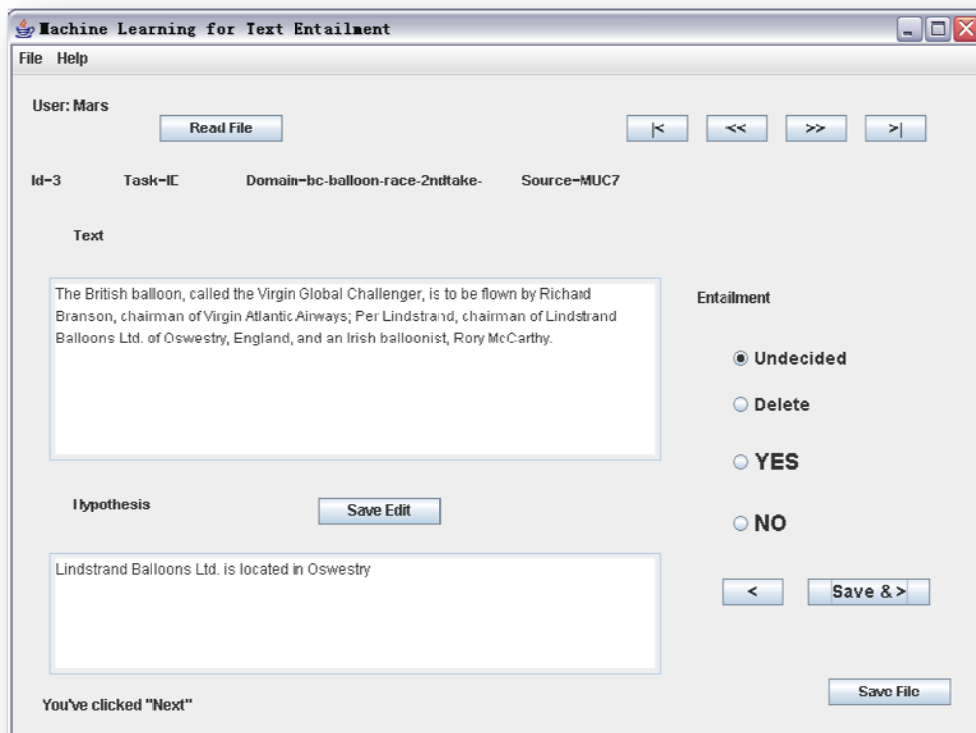 Machine Learning for Text Entailment
File Help
User: Mars
Read File
|< << >> >|
Id=3 Task=IE Domain=bc-balloon-race-2ndtake- Source=MUC7
Text
The British balloon, called the Virgin Global Challenger, is to be flown by Richard
Branson, chairman of Virgin Atlantic Airways; Per Lindstrand, chairman of Lindstrand
Balloons Ltd. of Oswestry, England, and an Irish balloonist, Rory McCarthy.
Entailment
Undecided
Delete
YES
NO
Hypothesis
Save Edit
Lindstrand Balloons Ltd. is located in Oswestry
< Save & >
Save File
You've clicked "Next"